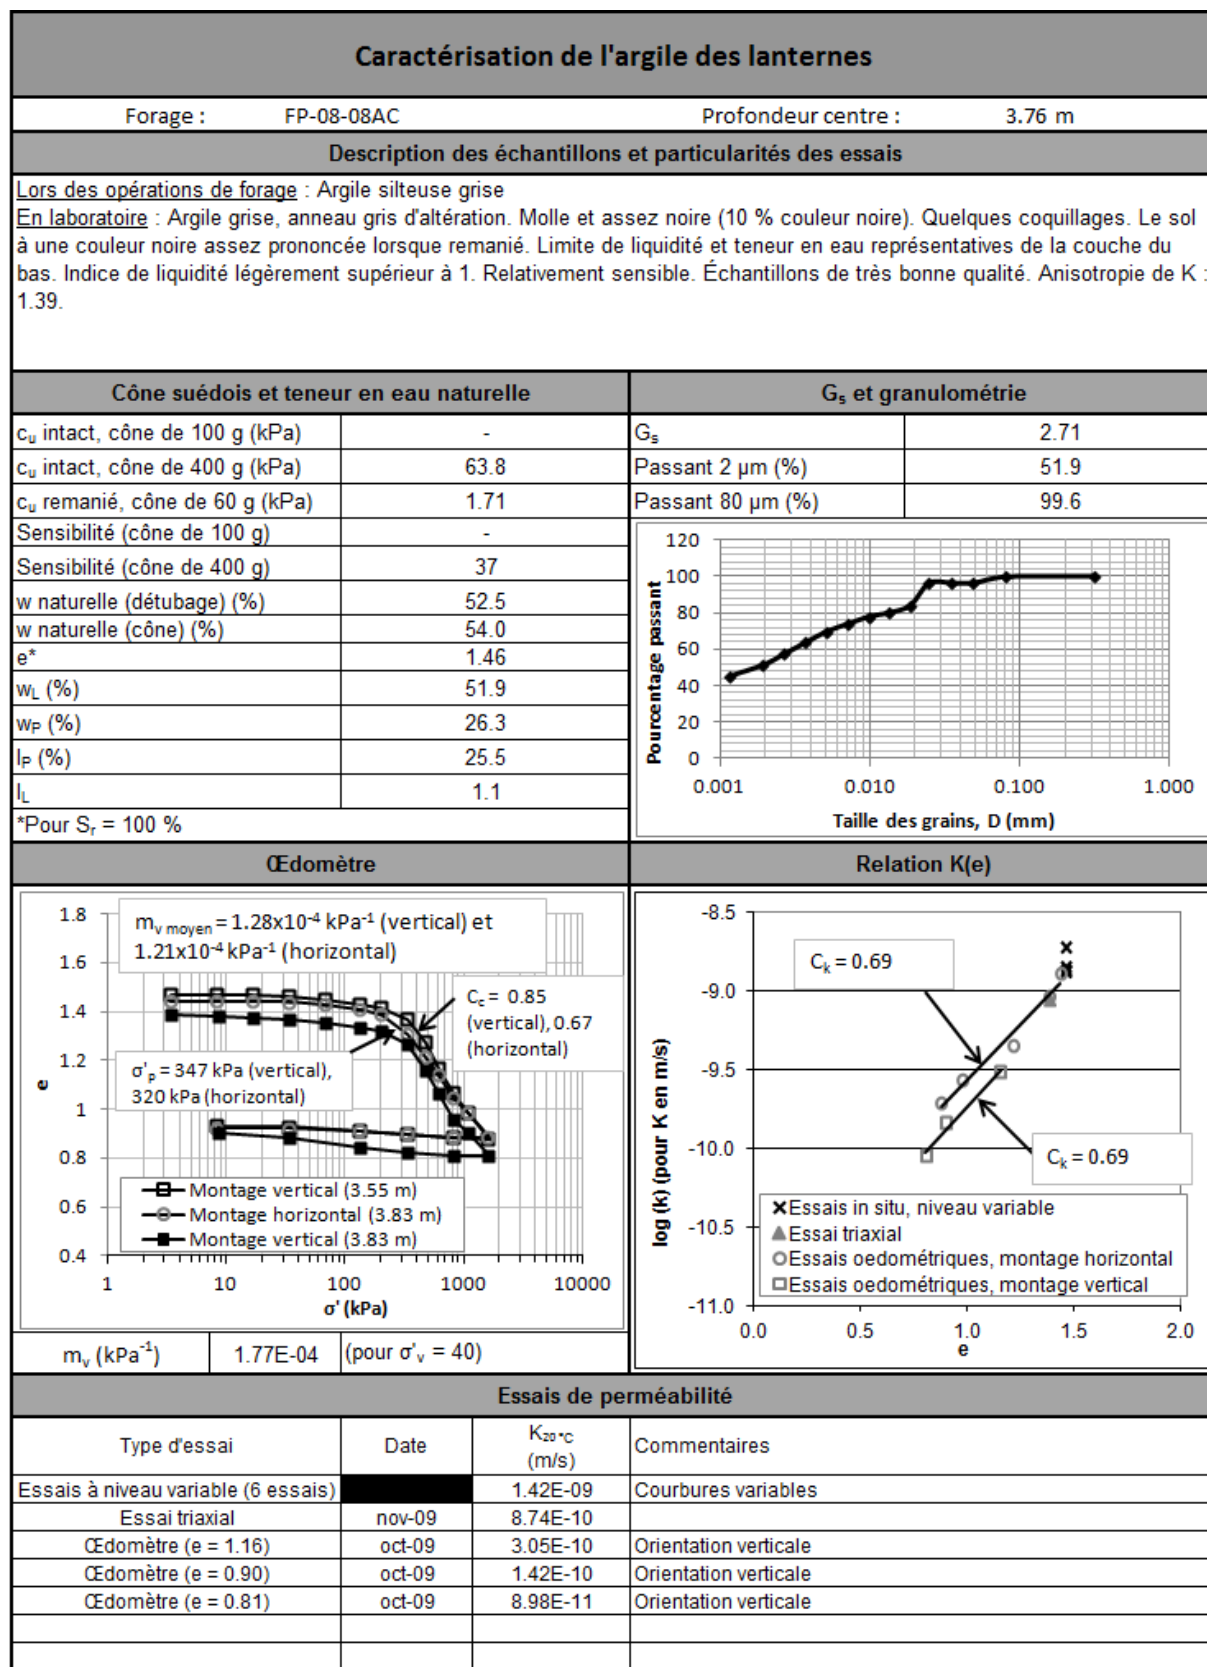 Caractérisation de l'argile des lanternes
Forage : FP-08-08AC Profondeur centre : 3.76 m
Description des échantillons et particularités des essais
Lors des opérations de forage : Argile silteuse grise
En laboratoire : Argile grise, anneau gris d'altération. Molle et assez noire (10 % couleur noire). Quelques coquillages. Le sol
à une couleur noire assez prononcée lorsque remanié. Limite de liquidité et teneur en eau représentatives de la couche du
bas. Indice de liquidité légèrement supérieur à 1. Relativement sensible. Échantillons de très bonne qualité. Anisotropie de K :
1.39.
Cône suédois et teneur en eau naturelle
cu intact, cône de 100 g (kPa) -
cu intact, cône de 400 g (kPa) 63.8
cu remanié, cône de 60 g (kPa) 1.71
Sensibilité (cône de 100 g) -
Sensibilité (cône de 400 g) 37
w naturelle (détubage) (%) 52.5
w naturelle (cône) (%) 54.0
e* 1.46
wL (%) 51.9
wP (%) 26.3
IP (%) 25.5
IL 1.1
*Pour Sr = 100 %
Gs et granulométrie
Gs 2.71
Passant 2 µm (%) 51.9
Passant 80 µm (%) 99.6
Pourcentage passant
120
100
80
60
40
20
0
0.001 0.010 0.100 1.000
Taille des grains, D (mm)
Œdomètre
mv moyen = 1.28x10⁻⁴ kPa⁻¹ (vertical) et
1.21x10⁻⁴ kPa⁻¹ (horizontal)
Cc = 0.85
(vertical), 0.67
(horizontal)
σ'p = 347 kPa (vertical),
320 kPa (horizontal)
e
1.8
1.6
1.4
1.2
1
0.8
0.6
0.4
Montage vertical (3.55 m)
Montage horizontal (3.83 m)
Montage vertical (3.83 m)
1 10 100 1000 10000
σ' (kPa)
mv (kPa⁻¹) 1.77E-04 (pour σ'v = 40)
Relation K(e)
log (k) (pour K en m/s)
-8.5
-9.0
-9.5
-10.0
-10.5
-11.0
Ck = 0.69
Ck = 0.69
Essais in situ, niveau variable
Essai triaxial
Essais oedométriques, montage horizontal
Essais oedométriques, montage vertical
0.0 0.5 1.0 1.5 2.0
e
Essais de perméabilité
Type d'essai Date K20°C (m/s) Commentaires
Essais à niveau variable (6 essais) 1.42E-09 Courbures variables
Essai triaxial nov-09 8.74E-10
Œdomètre (e = 1.16) oct-09 3.05E-10 Orientation verticale
Œdomètre (e = 0.90) oct-09 1.42E-10 Orientation verticale
Œdomètre (e = 0.81) oct-09 8.98E-11 Orientation verticale